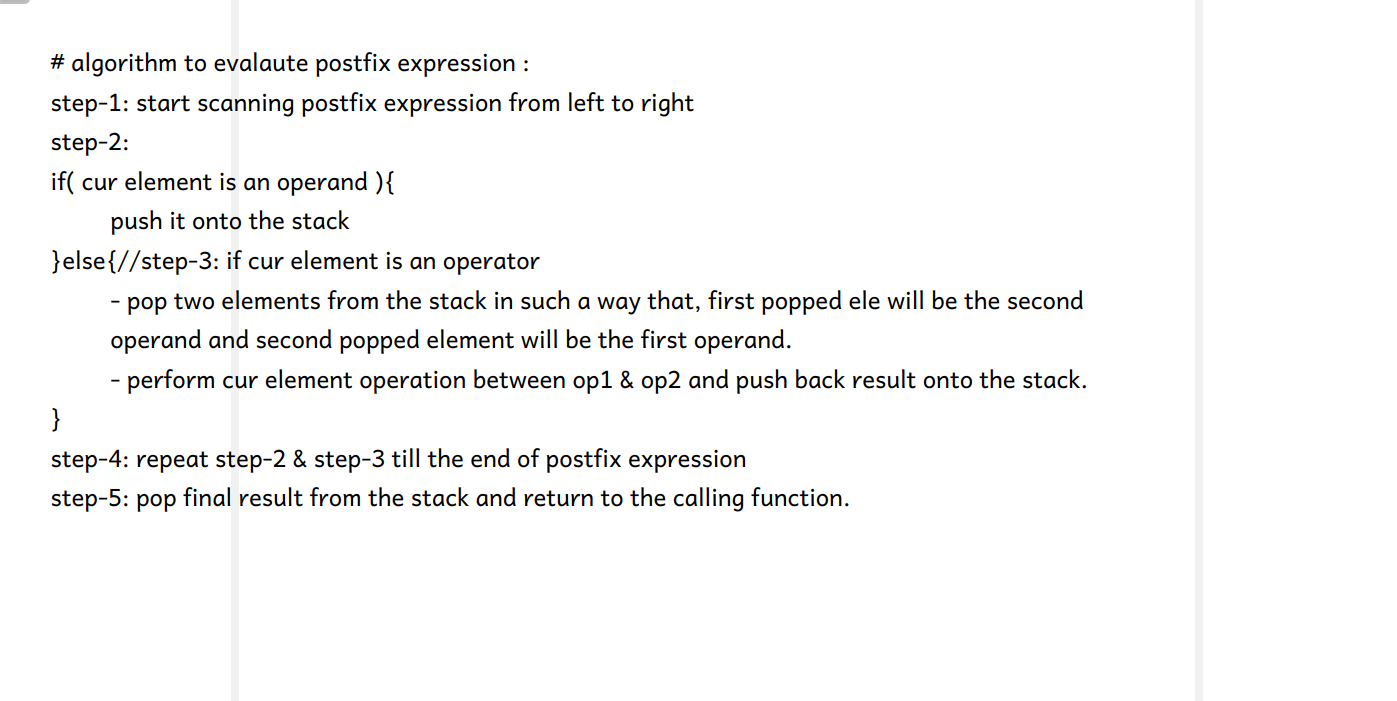 # algorithm to evalaute postfix expression :
step-1: start scanning postfix expression from left to right
step-2:
if( cur element is an operand ){
push it onto the stack
}else{//step-3: if cur element is an operator
- pop two elements from the stack in such a way that, first popped ele will be the second
operand and second popped element will be the first operand.
- perform cur element operation between op1 & op2 and push back result onto the stack.
}
step-4: repeat step-2 & step-3 till the end of postfix expression
step-5: pop final result from the stack and return to the calling function.